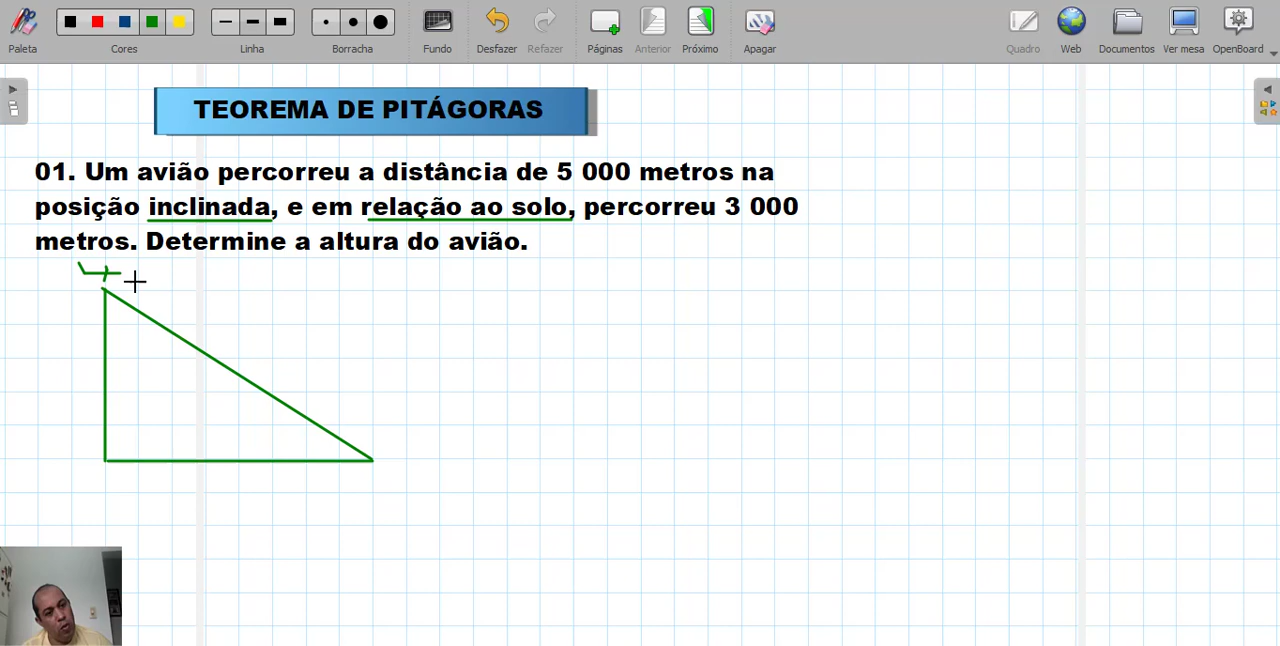 Paleta
Cores
Linha
Borracha
Fundo
Desfazer
Refazer
Páginas
Anterior
Próximo
Apagar
Quadro
Web
Documentos
Ver mesa
OpenBoard
TEOREMA DE PITÁGORAS
01. Um avião percorreu a distância de 5 000 metros na
posição inclinada, e em relação ao solo, percorreu 3 000
metros. Determine a altura do avião.